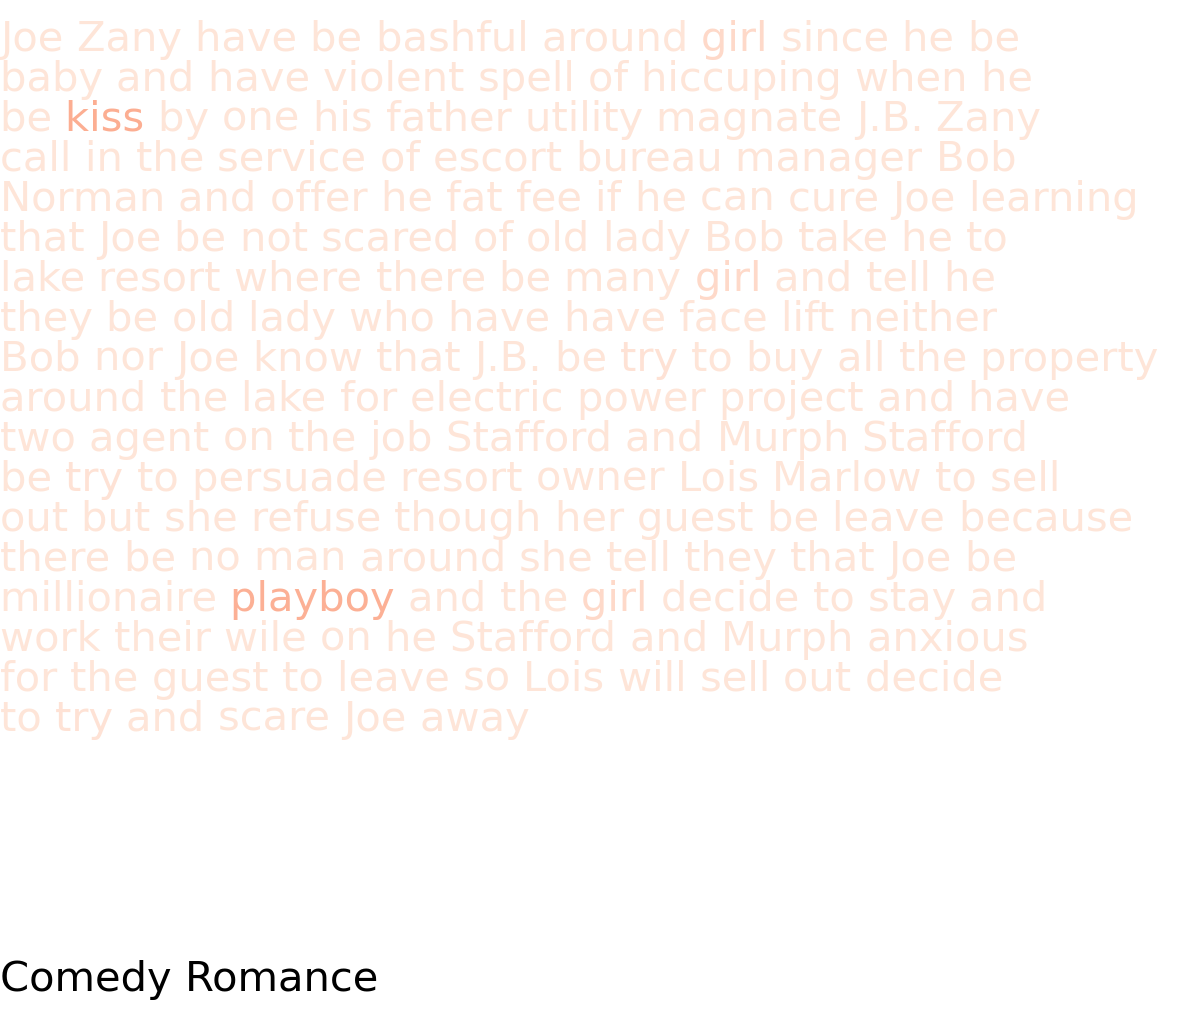 Joe Zany have be bashful around girl since he be
baby and have violent spell of hiccuping when he
be kiss by one his father utility magnate J.B. Zany
call in the service of escort bureau manager Bob
Norman and offer he fat fee if he can cure Joe learning
that Joe be not scared of old lady Bob take he to
lake resort where there be many girl and tell he
they be old lady who have have face lift neither
Bob nor Joe know that J.B. be try to buy all the property
around the lake for electric power project and have
two agent on the job Stafford and Murph Stafford
be try to persuade resort owner Lois Marlow to sell
out but she refuse though her guest be leave because
there be no man around she tell they that Joe be
millionaire playboy and the girl decide to stay and
work their wile on he Stafford and Murph anxious
for the guest to leave so Lois will sell out decide
to try and scare Joe away
Comedy Romance